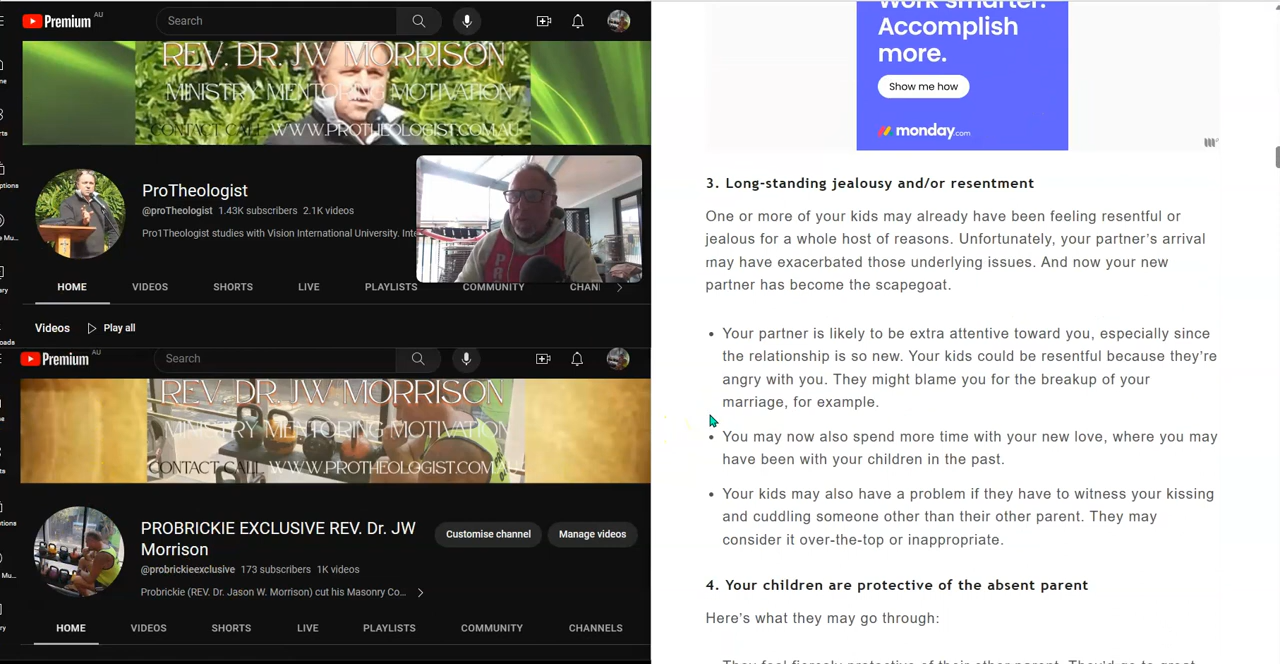 Premium AU
Search
REV. DR. JW MORRISON
MINISTRY MENTORING MOTIVATION
CONTACT CALL WWW.PROTHEOLOGIST.COM.AU
ProTheologist
@proTheologist 1.43K subscribers 2.1K videos
Pro1Theologist studies with Vision International University.
HOME VIDEOS SHORTS LIVE PLAYLISTS COMMUNITY
Videos Play all
Premium AU
Search
REV. DR. JW MORRISON
MINISTRY MENTORING MOTIVATION
CONTACT CALL WWW.PROTHEOLOGIST.COM.AU
PROBRICKIE EXCLUSIVE REV. Dr. JW
Morrison
Customise channel
Manage videos
@probrickieexclusive 173 subscribers 1K videos
Probrickie (REV. Dr. Jason W. Morrison) cut his Masonry Co...
HOME VIDEOS SHORTS LIVE PLAYLISTS COMMUNITY CHANNELS
Work smarter.
Accomplish
more.
Show me how
monday.com
3. Long-standing jealousy and/or resentment
One or more of your kids may already have been feeling resentful or
jealous for a whole host of reasons. Unfortunately, your partner's arrival
may have exacerbated those underlying issues. And now your new
partner has become the scapegoat.
• Your partner is likely to be extra attentive toward you, especially since
the relationship is so new. Your kids could be resentful because they're
angry with you. They might blame you for the breakup of your
marriage, for example.
• You may now also spend more time with your new love, where you may
have been with your children in the past.
• Your kids may also have a problem if they have to witness your kissing
and cuddling someone other than their other parent. They may
consider it over-the-top or inappropriate.
4. Your children are protective of the absent parent
Here's what they may go through: